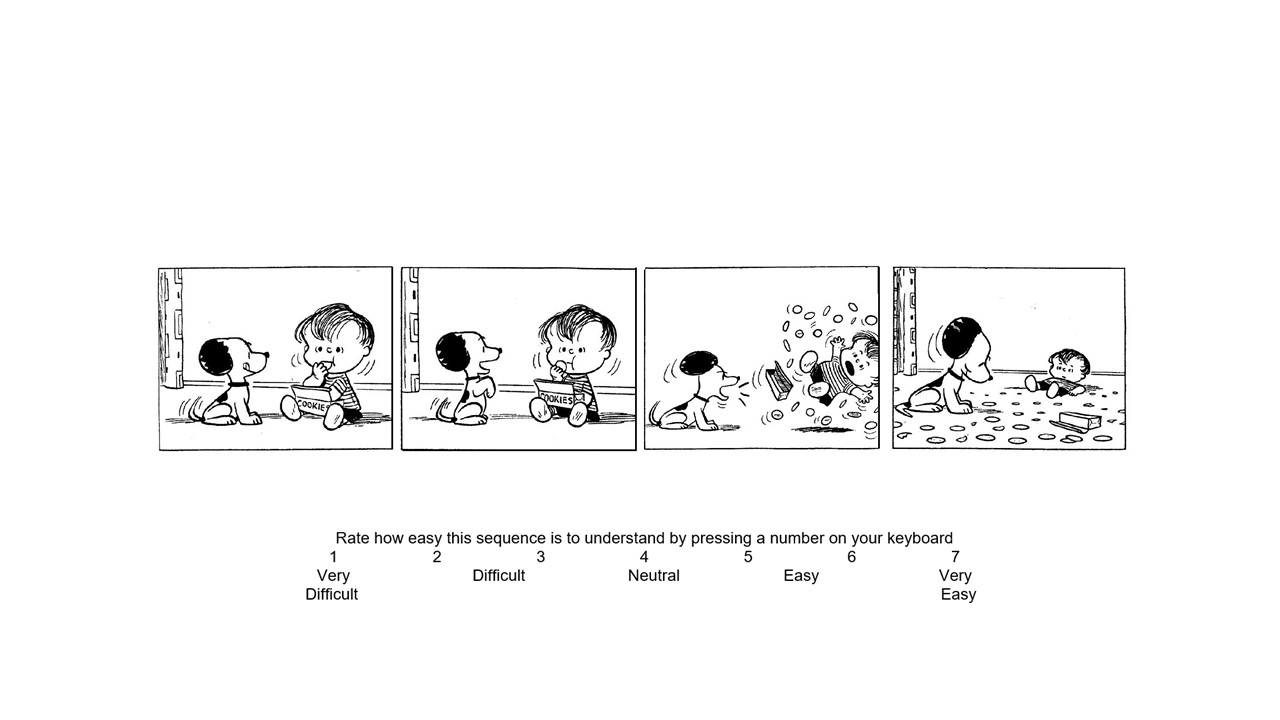 COOKIES
COOKIES
Rate how easy this sequence is to understand by pressing a number on your keyboard
1 2 3 4 5 6 7
Very Difficult Neutral Easy Very
Difficult Easy